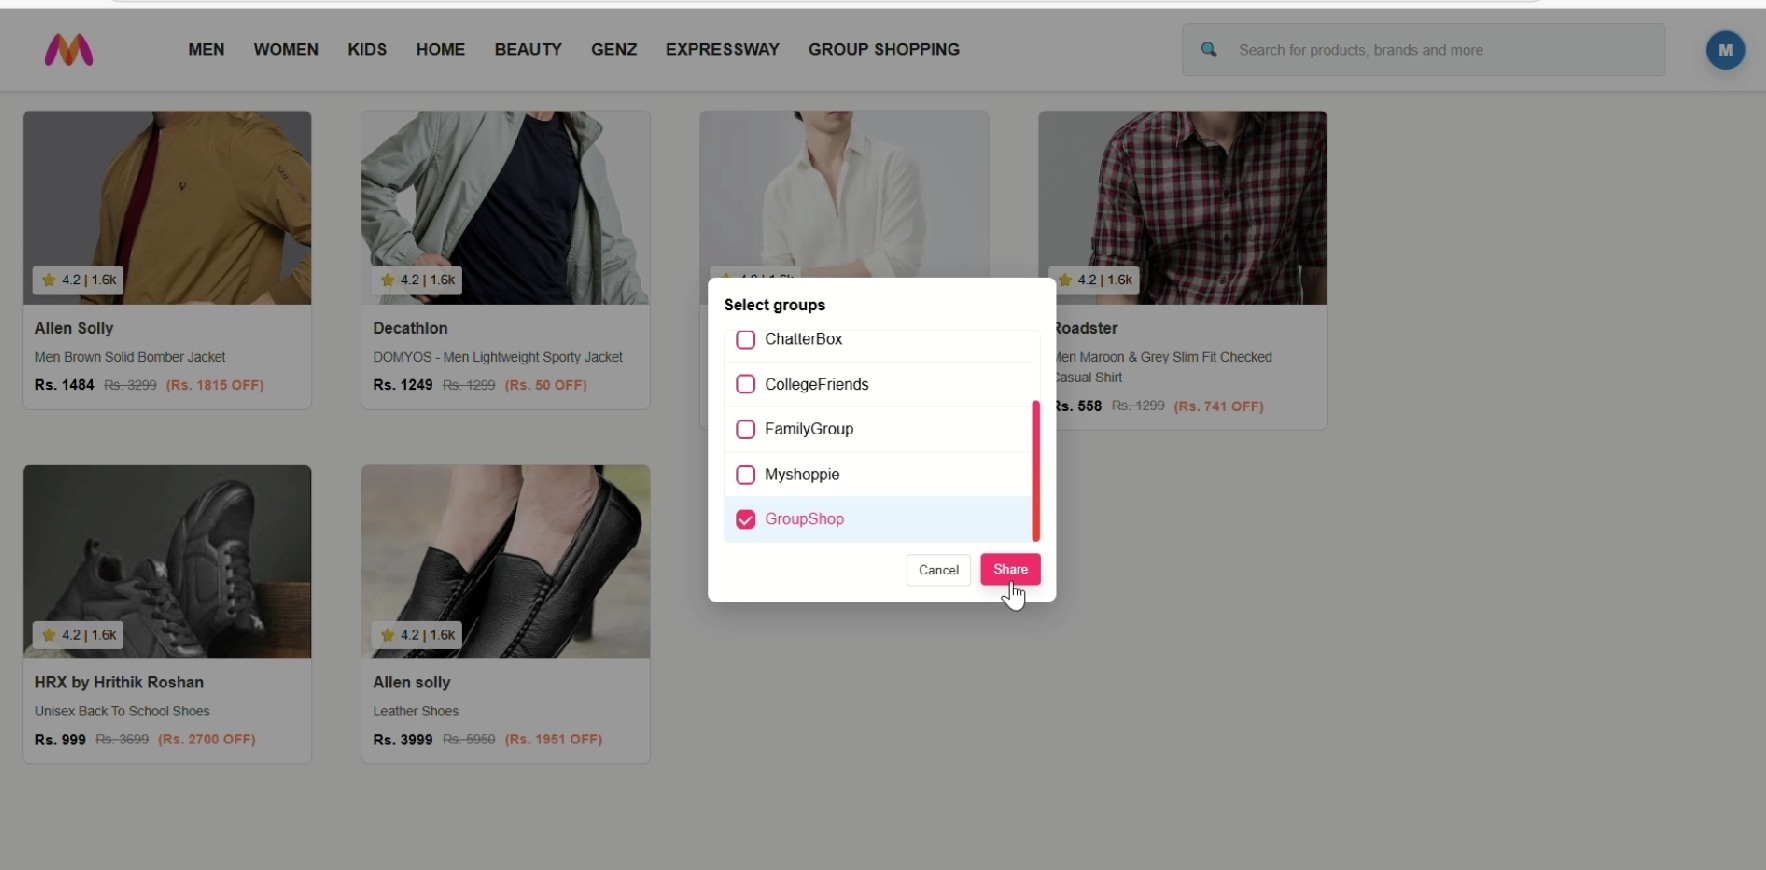 MEN WOMEN KIDS HOME BEAUTY GENZ EXPRESSWAY GROUP SHOPPING
Search for products, brands and more
M
4.2 | 1.6k
4.2 | 1.6k
4.2 | 1.6k
Allen Solly
Men Brown Solid Bomber Jacket
Rs. 1484 Rs. 3299 (Rs. 1815 OFF)
Decathlon
DOMYOS - Men Lightweight Sporty Jacket
Rs. 1249 Rs. 1299 (Rs. 50 OFF)
Roadster
Men Maroon & Grey Slim Fit Checked
Casual Shirt
Rs. 558 Rs. 1299 (Rs. 741 OFF)
Select groups
ChatterBox
CollegeFriends
FamilyGroup
Myshoppie
GroupShop
Cancel Share
4.2 | 1.6k
4.2 | 1.6k
HRX by Hrithik Roshan
Unisex Back To School Shoes
Rs. 999 Rs. 3699 (Rs. 2700 OFF)
Allen solly
Leather Shoes
Rs. 3999 Rs. 5950 (Rs. 1951 OFF)